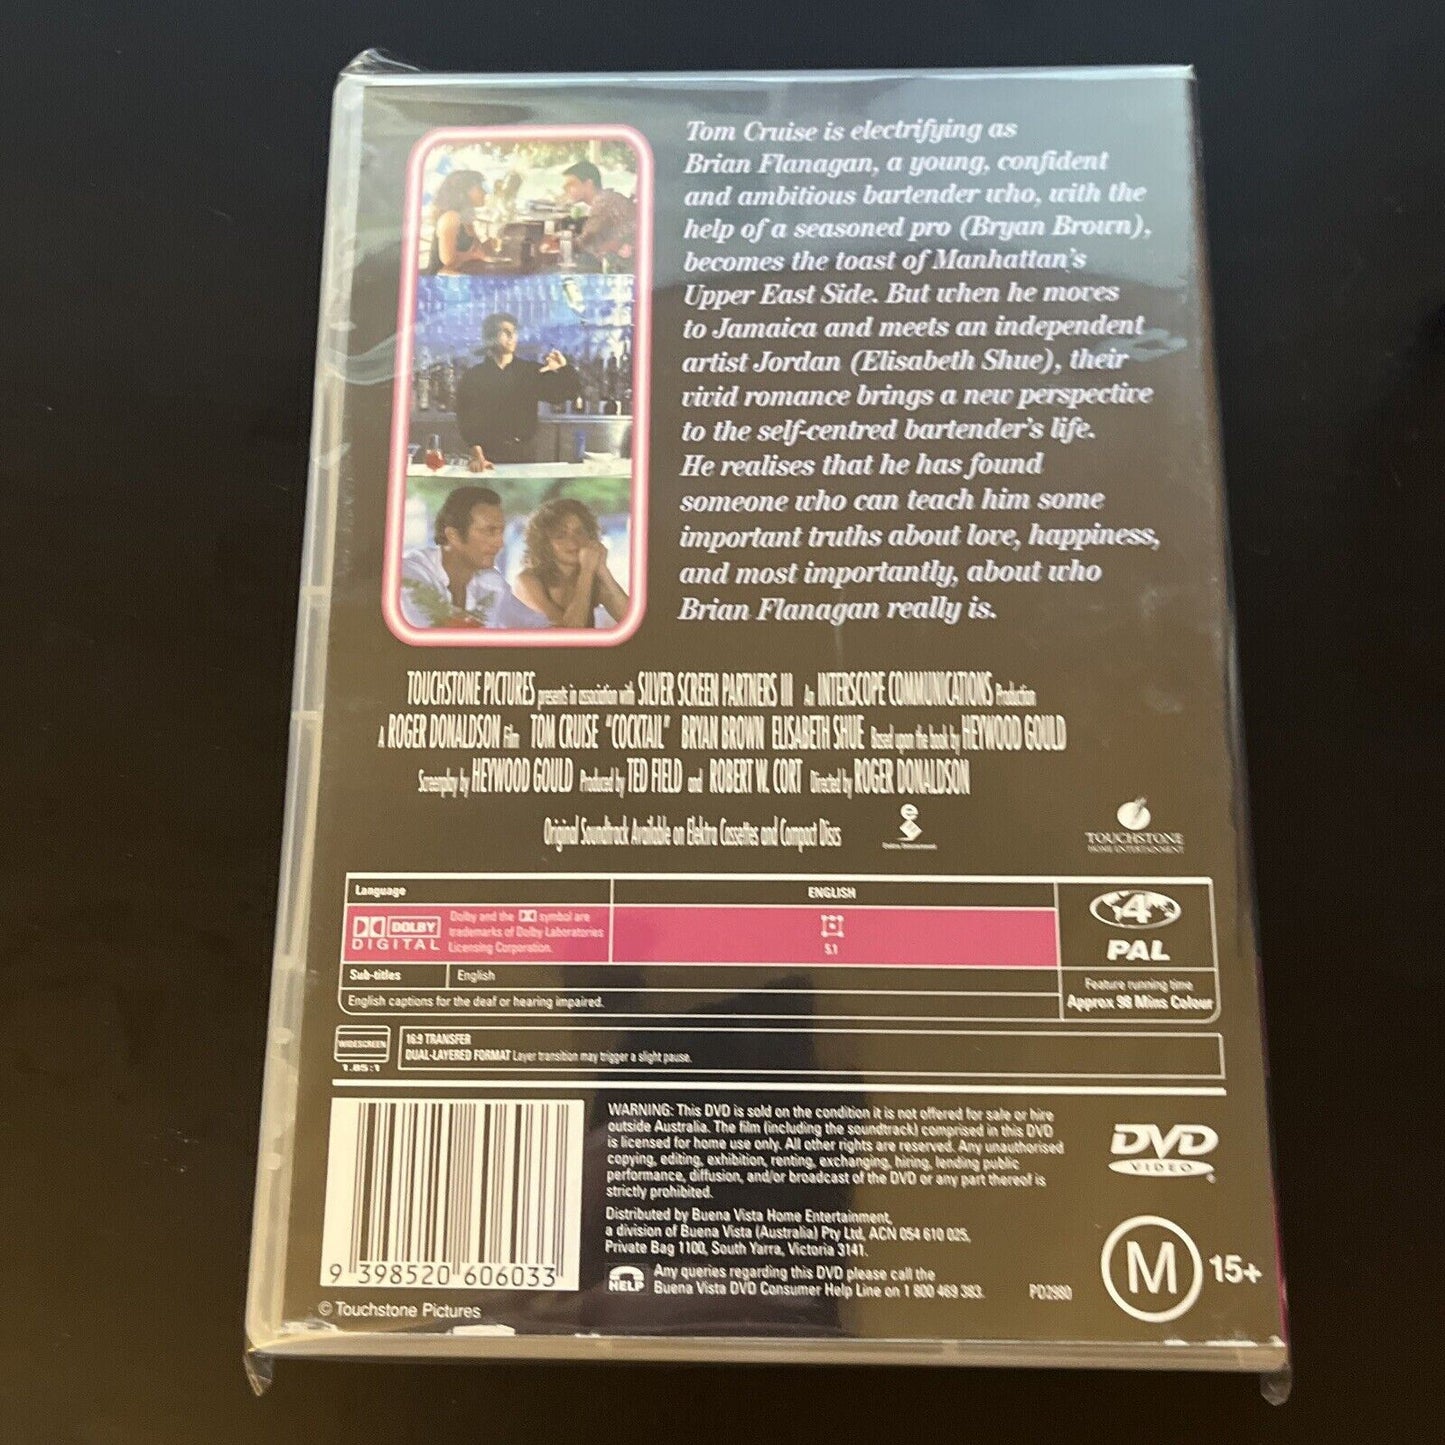 Tom Cruise is electrifying as
Brian Flanagan, a young, confident
and ambitious bartender who, with the
help of a seasoned pro (Bryan Brown),
becomes the toast of Manhattan's
Upper East Side. But when he moves
to Jamaica and meets an independent
artist Jordan (Elisabeth Shue), their
vivid romance brings a new perspective
to the self-centred bartender's life.
He realises that he has found
someone who can teach him some
important truths about love, happiness,
and most importantly, about who
Brian Flanagan really is.
TOUCHSTONE PICTURES presents in association with SILVER SCREEN PARTNERS III An INTERSCOPE COMMUNICATIONS Production
A ROGER DONALDSON Film TOM CRUISE "COCKTAIL" BRYAN BROWN ELISABETH SHUE Based upon the book by HEYWOOD GOULD
Screenplay by HEYWOOD GOULD Produced by TED FIELD and ROBERT W. CORT Directed by ROGER DONALDSON
Original Soundtrack Available on Elektra Cassettes and Compact Discs
e
TOUCHSTONE
HOME ENTERTAINMENT
Language
ENGLISH
DOLBY
DIGITAL
Dolby and the symbol are
trademarks of Dolby Laboratories
Licensing Corporation.
5.1
Sub-titles
English
English captions for the deaf or hearing impaired.
4
PAL
Feature running time
Approx 98 Mins Colour
WIDESCREEN
1.85:1
16:9 TRANSFER
DUAL-LAYERED FORMAT Layer transition may trigger a slight pause.
WARNING: This DVD is sold on the condition it is not offered for sale or hire
outside Australia. The film (including the soundtrack) comprised in this DVD
is licensed for home use only. All other rights are reserved. Any unauthorised
copying, editing, exhibition, renting, exchanging, hiring, lending public
performance, diffusion, and/or broadcast of the DVD or any part thereof is
strictly prohibited.
Distributed by Buena Vista Home Entertainment,
a division of Buena Vista (Australia) Pty Ltd, ACN 054 610 025,
Private Bag 1100, South Yarra, Victoria 3141.
HELP
Any queries regarding this DVD please call the
Buena Vista DVD Consumer Help Line on 1 800 469 383.
PD2980
DVD
VIDEO
M 15+
9 398520 606033
© Touchstone Pictures